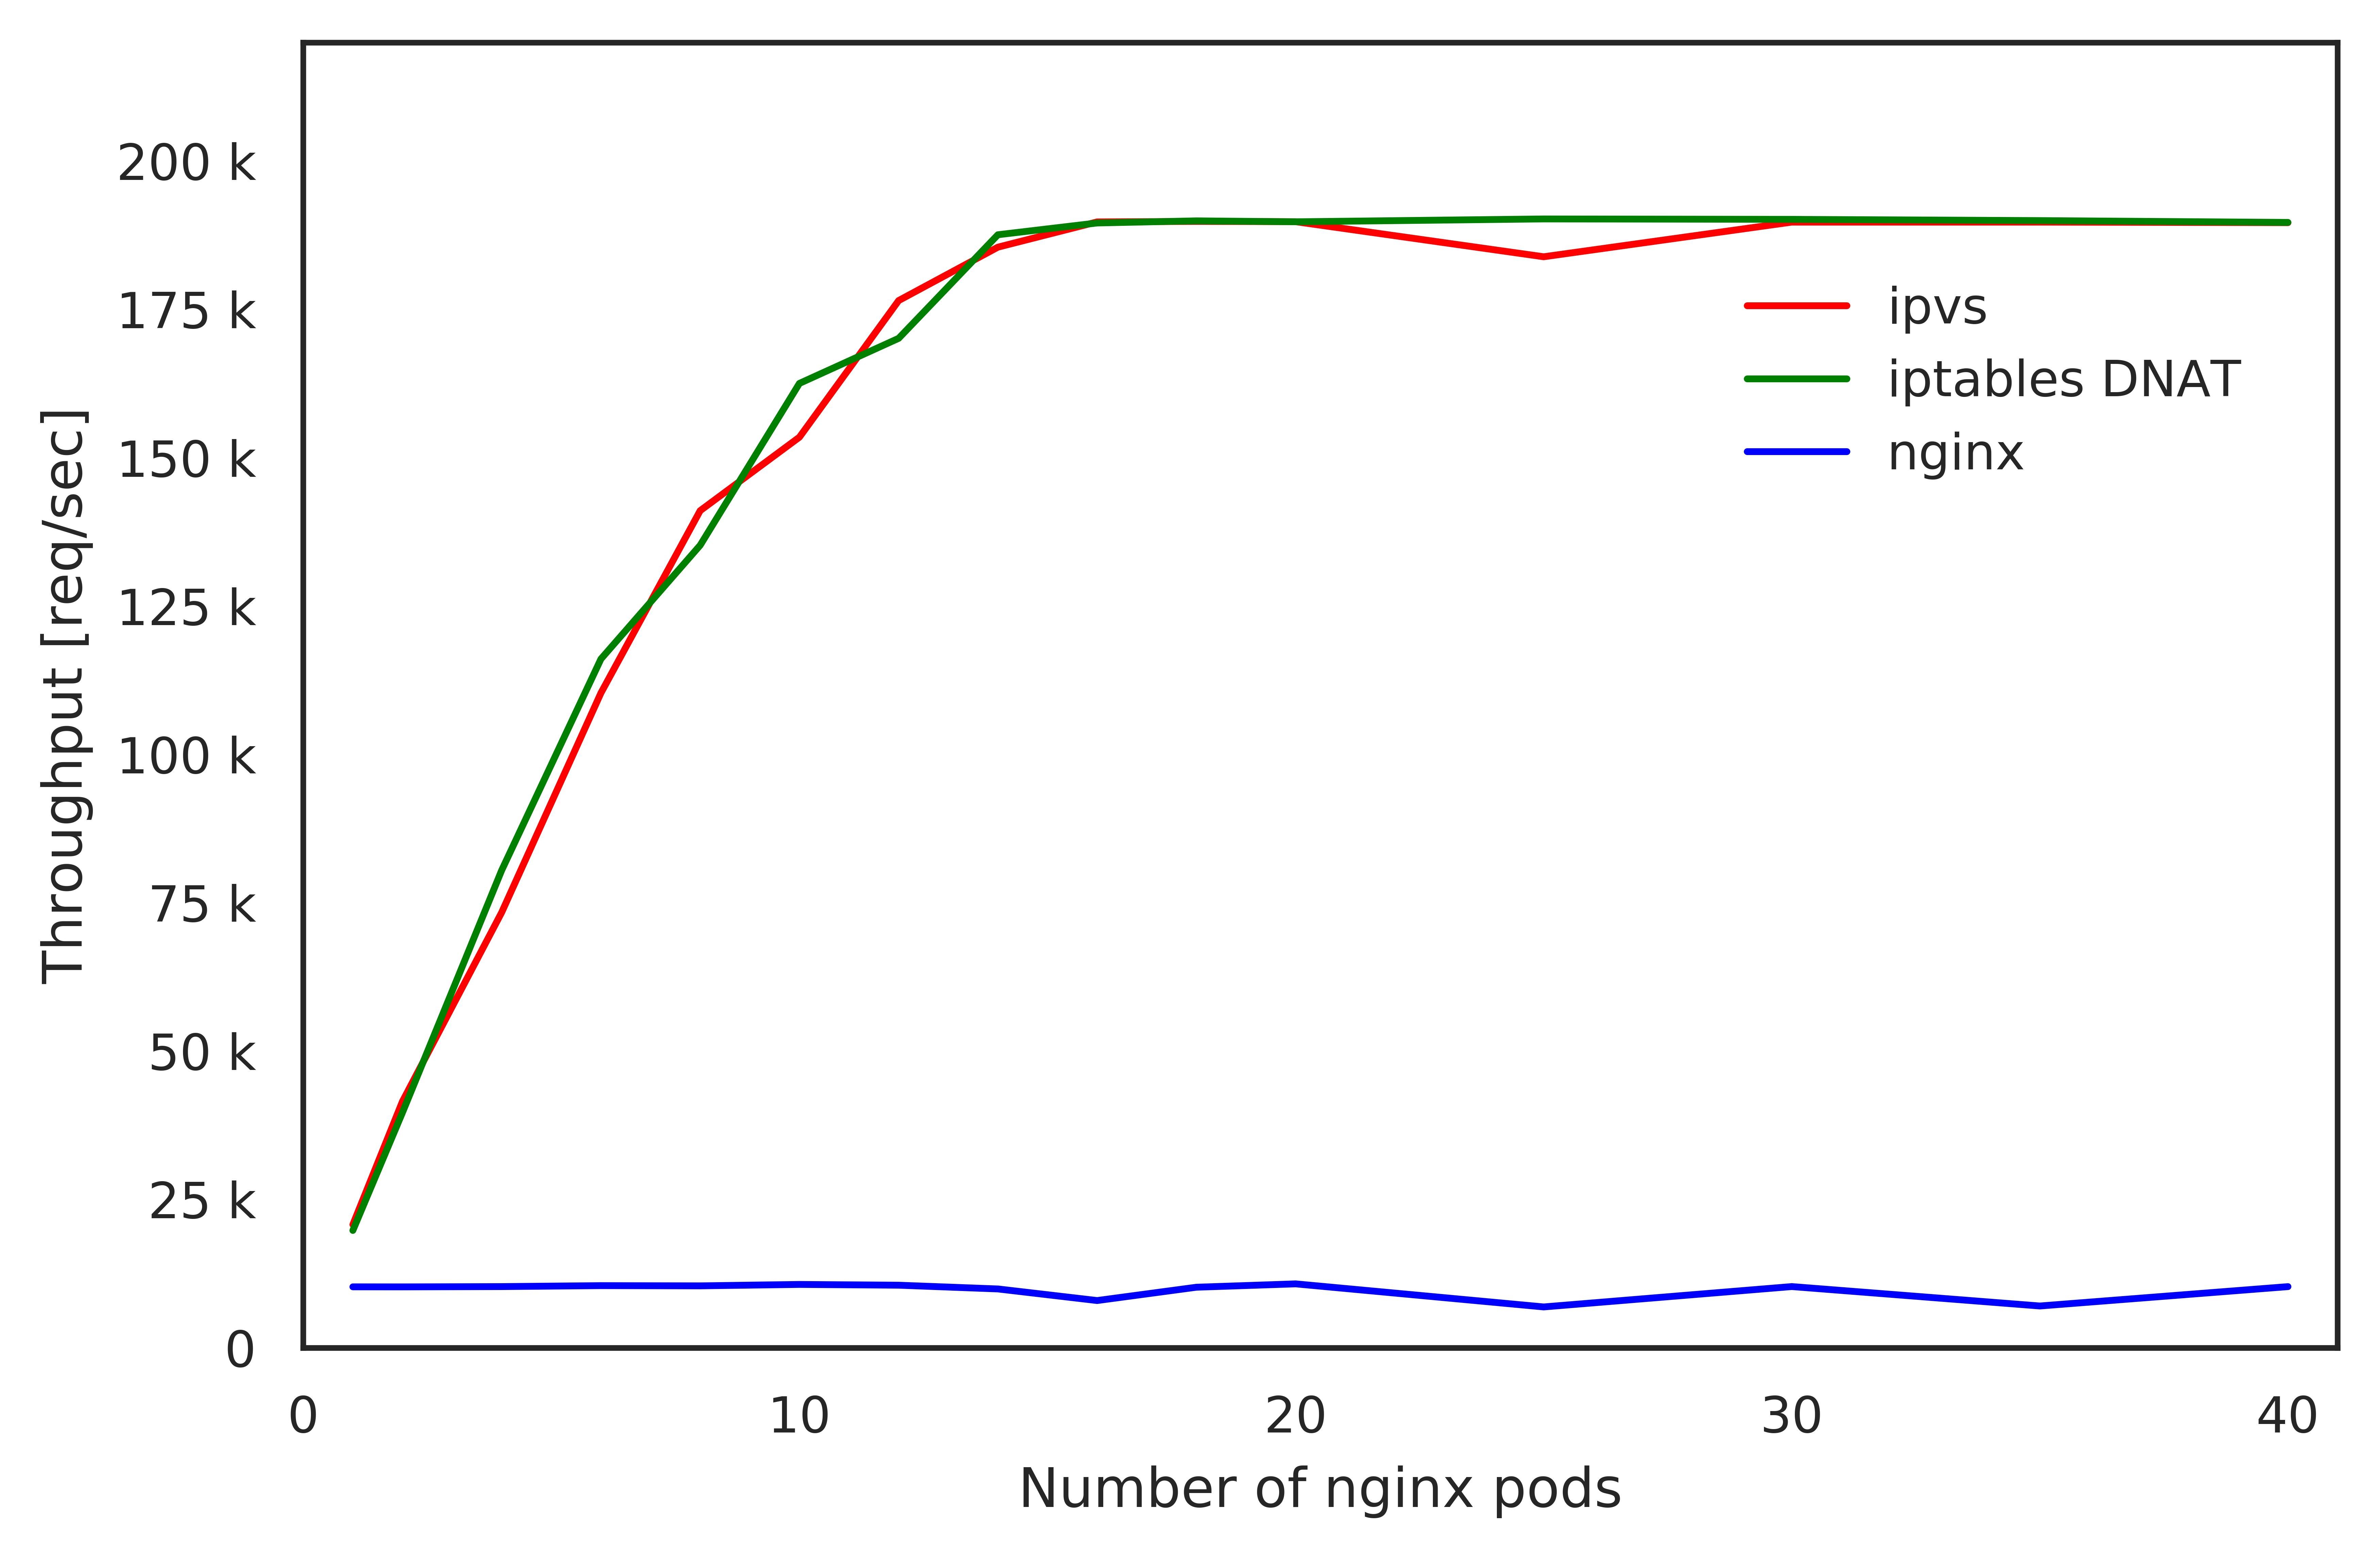 200 k
175 k
150 k
125 k
100 k
75 k
50 k
25 k
0
Throughput [req/sec]
ipvs
iptables DNAT
nginx
0 10 20 30 40
Number of nginx pods